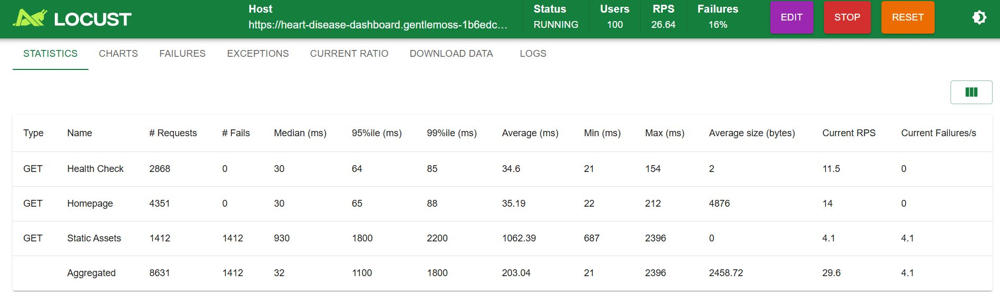 LOCUST
Host
https://heart-disease-dashboard.gentlemoss-1b6edc…
Status
RUNNING
Users
100
RPS
26.64
Failures
16%
EDIT
STOP
RESET
STATISTICS CHARTS FAILURES EXCEPTIONS CURRENT RATIO DOWNLOAD DATA LOGS
Type Name # Requests # Fails Median (ms) 95%ile (ms) 99%ile (ms) Average (ms) Min (ms) Max (ms) Average size (bytes) Current RPS Current Failures/s
GET Health Check 2868 0 30 64 85 34.6 21 154 2 11.5 0
GET Homepage 4351 0 30 65 88 35.19 22 212 4876 14 0
GET Static Assets 1412 1412 930 1800 2200 1062.39 687 2396 0 4.1 4.1
Aggregated 8631 1412 32 1100 1800 203.04 21 2396 2458.72 29.6 4.1